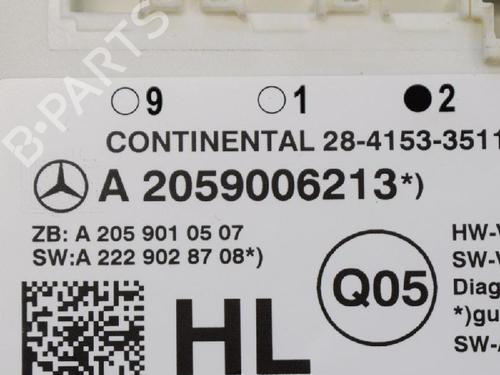 B-PARTS
9 1 2
CONTINENTAL 28-4153-3511
A 2059006213*)
ZB: A 205 901 05 07
SW:A 222 902 87 08*)
HL
Q05
HW-V
SW-V
Diag
*)gu
SW-A